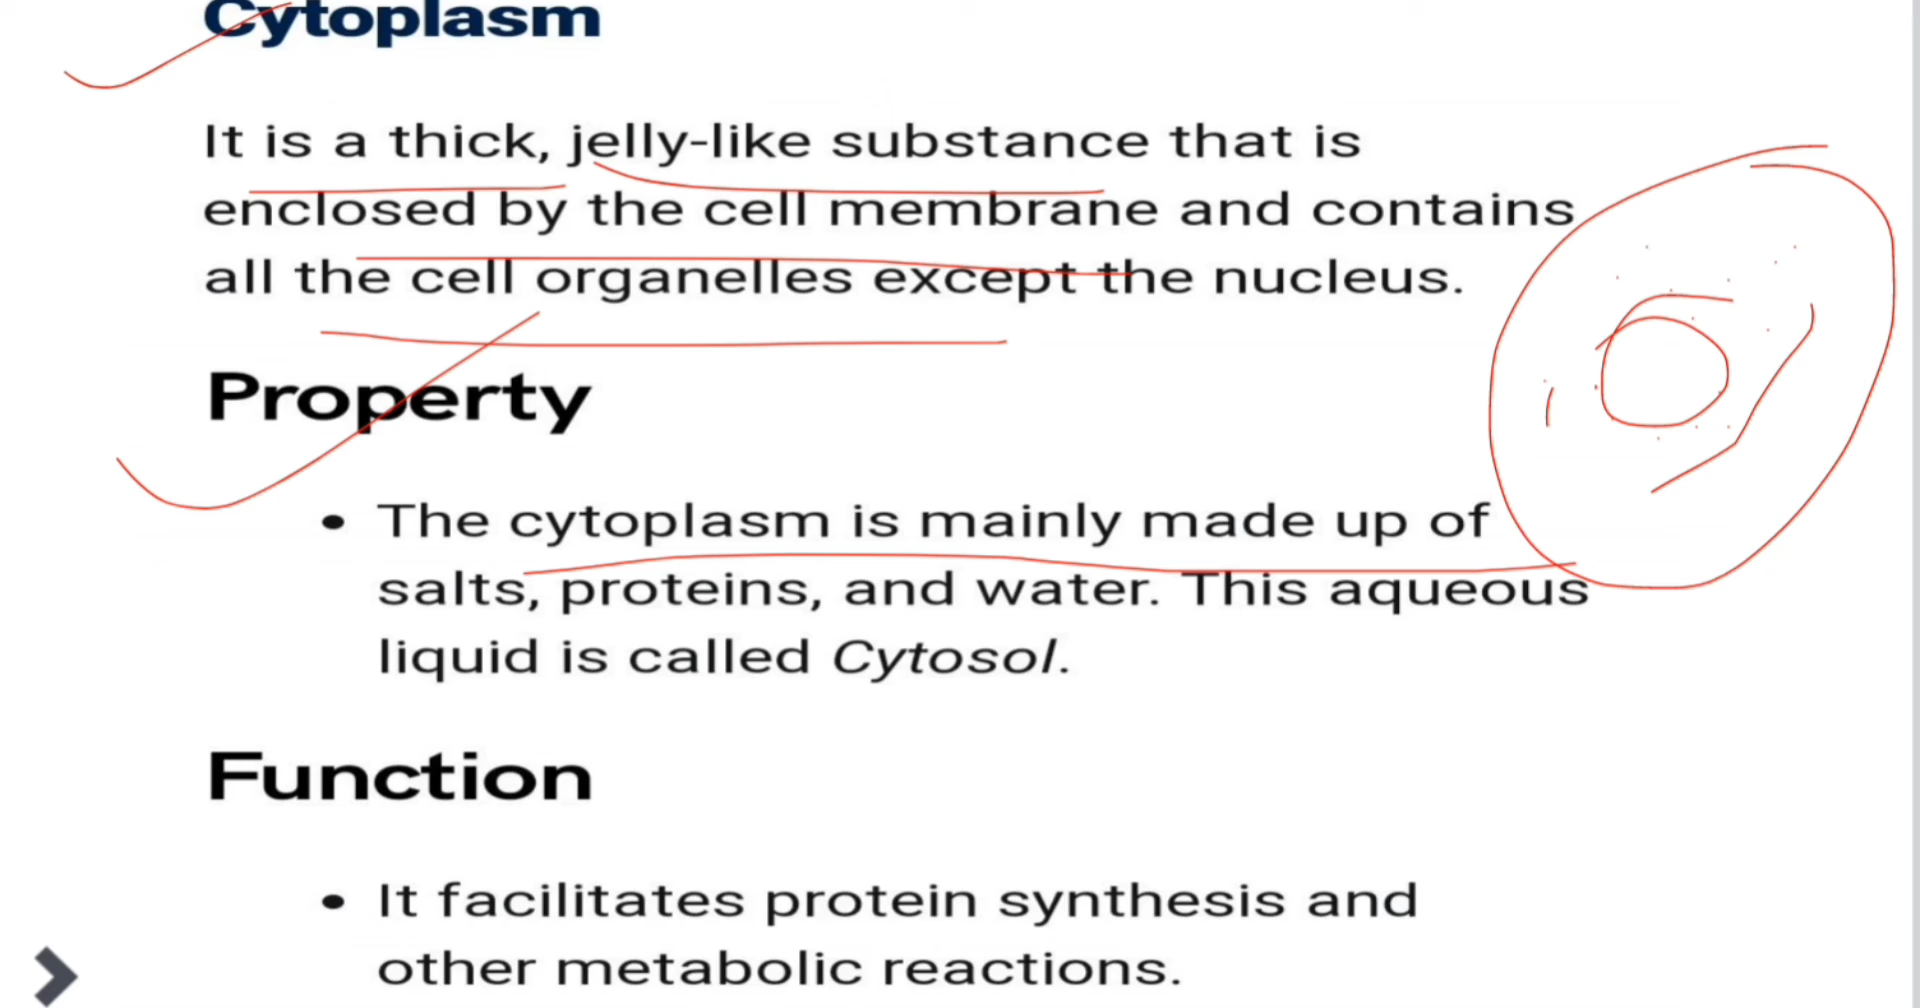 Cytoplasm
It is a thick, jelly-like substance that is
enclosed by the cell membrane and contains
all the cell organelles except the nucleus.
Property
• The cytoplasm is mainly made up of
salts, proteins, and water. This aqueous
liquid is called Cytosol.
Function
• It facilitates protein synthesis and
other metabolic reactions.